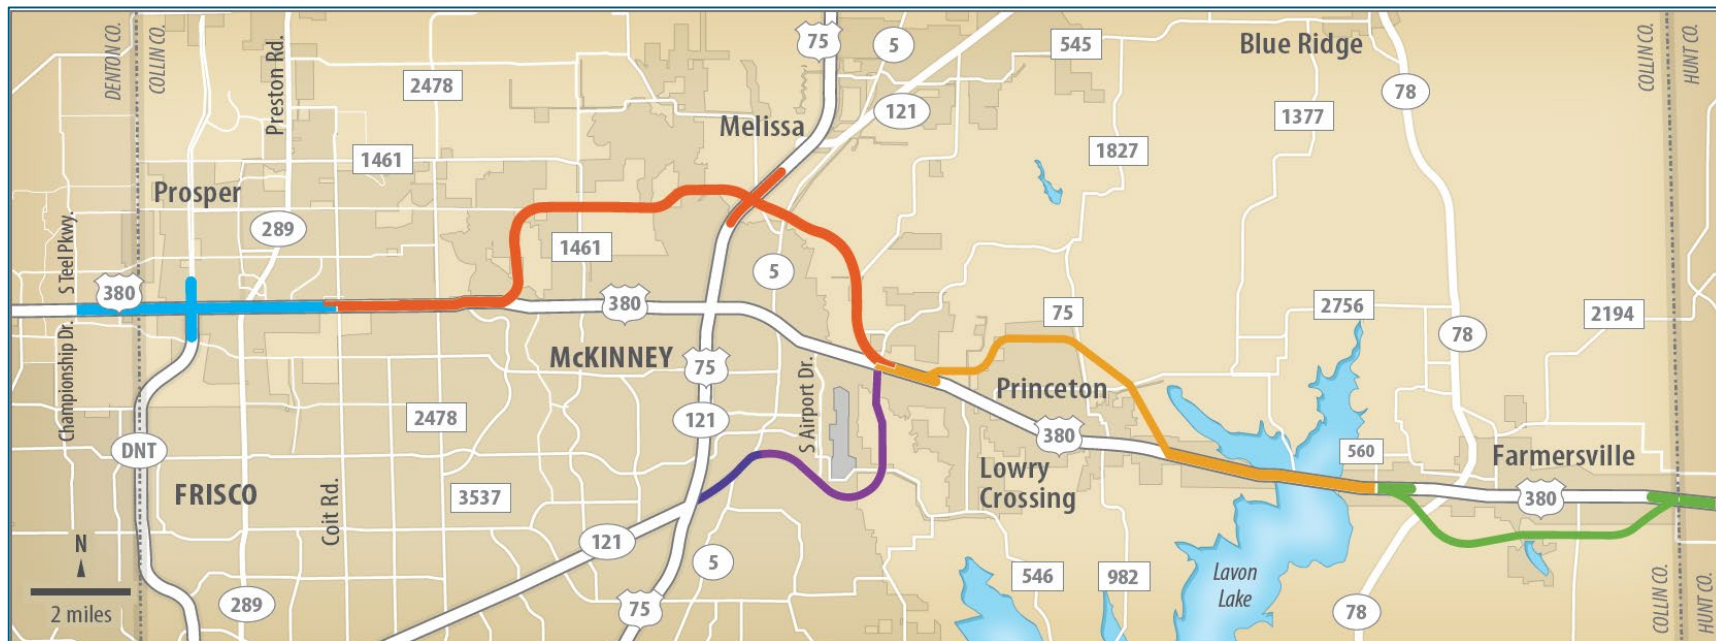 DENTON CO.
COLLIN CO.
Preston Rd.
2478
75
5
545
Blue Ridge
78
COLLIN CO.
HUNT CO.
121
Melissa
1377
1461
1827
Prosper
289
1461
5
S Teel Pkwy.
380
380
75
2756
2194
78
Championship Dr.
McKINNEY
75
Princeton
S Airport Dr.
2478
121
380
DNT
560
Farmersville
Lowry
Crossing
FRISCO
3537
380
Coit Rd.
121
N
5
546
982
Lavon
Lake
2 miles
289
75
78
COLLIN CO.
HUNT CO.